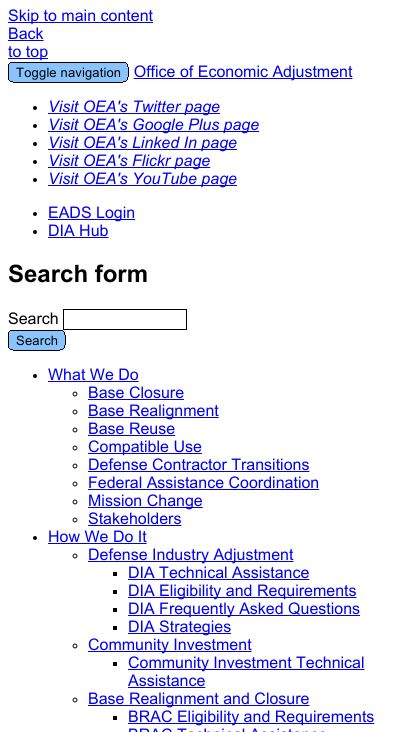 Skip to main content
Back
to top
Toggle navigation Office of Economic Adjustment
Visit OEA's Twitter page
Visit OEA's Google Plus page
Visit OEA's Linked In page
Visit OEA's Flickr page
Visit OEA's YouTube page
EADS Login
DIA Hub
Search form
Search
Search
What We Do
Base Closure
Base Realignment
Base Reuse
Compatible Use
Defense Contractor Transitions
Federal Assistance Coordination
Mission Change
Stakeholders
How We Do It
Defense Industry Adjustment
DIA Technical Assistance
DIA Eligibility and Requirements
DIA Frequently Asked Questions
DIA Strategies
Community Investment
Community Investment Technical
Assistance
Base Realignment and Closure
BRAC Eligibility and Requirements
BRAC Technical Assistance